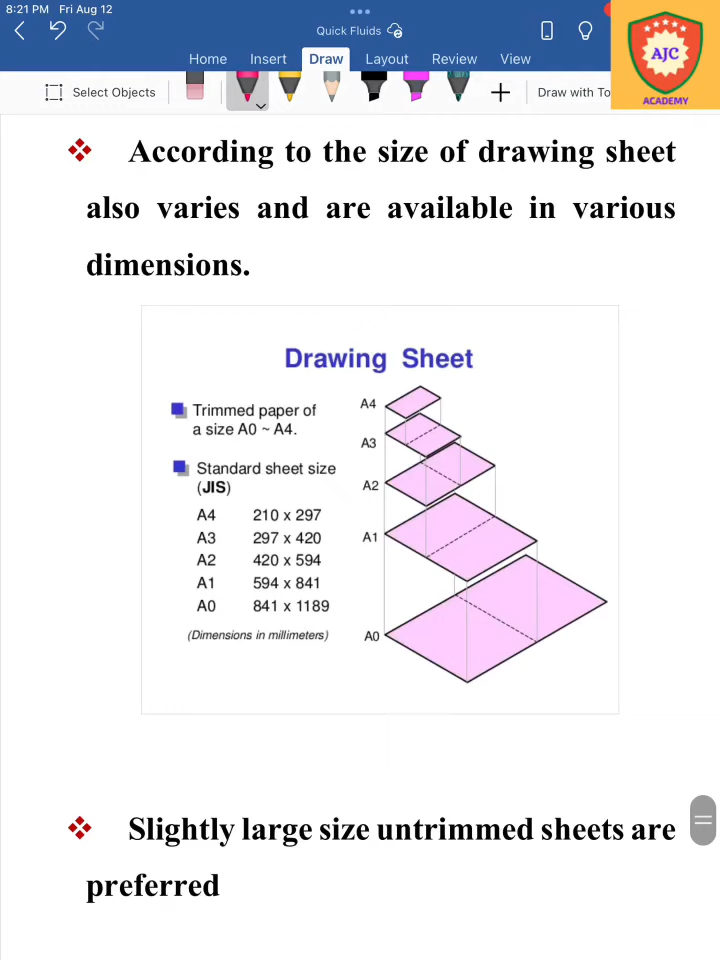 8:21 PM Fri Aug 12
Quick Fluids
Home Insert Draw Layout Review View
Select Objects
Draw with To
AJC
ACADEMY
According to the size of drawing sheet
also varies and are available in various
dimensions.
Drawing Sheet
Trimmed paper of
a size A0 ~ A4.
Standard sheet size
(JIS)
A4 210 x 297
A3 297 x 420
A2 420 x 594
A1 594 x 841
A0 841 x 1189
(Dimensions in millimeters)
A4
A3
A2
A1
A0
Slightly large size untrimmed sheets are
preferred